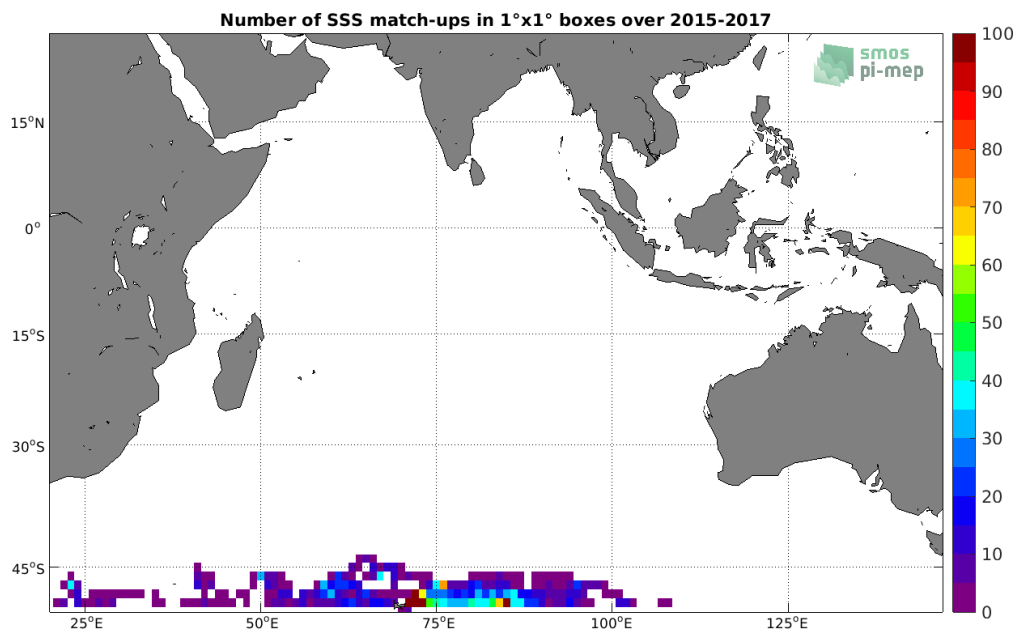 Number of SSS match-ups in 1°x1° boxes over 2015-2017
smos
pi-mep
15°N
0°
15°S
30°S
45°S
25°E
50°E
75°E
100°E
125°E
100
90
80
70
60
50
40
30
20
10
0